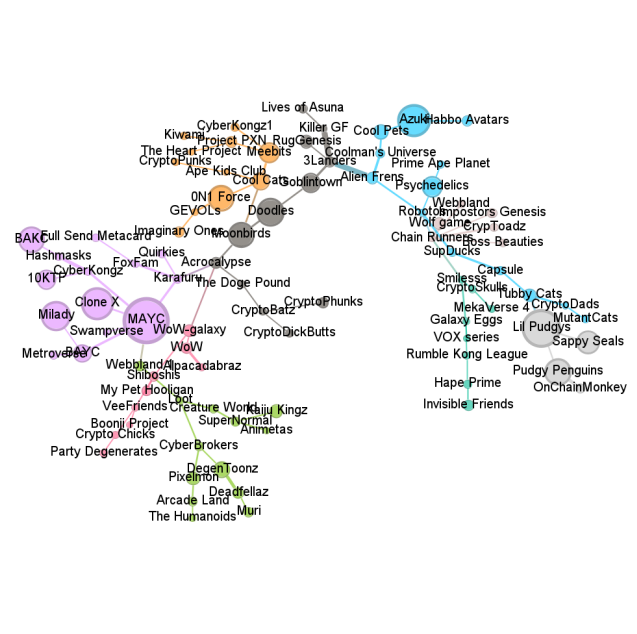 Lives of Asuna
Azuki
Habbo Avatars
CyberKongz1
Killer GF
Cool Pets
Kiwami
Project PXN
RugGenesis
The Heart Project
Meebits
Coolman's Universe
CryptoPunks
3Landers
Prime Ape Planet
Ape Kids Club
Cool Cats
Goblintown
Alien Frens
Psychedelics
0N1 Force
Webbland
GEVOLs
Doodles
Robotos
Impostors Genesis
Wolf game
CrypToadz
Imaginary Ones
Moonbirds
Chain Runners
Boss Beauties
BAKC
Full Send Metacard
SupDucks
Hashmasks
Quirkies
FoxFam
Acrocalypse
CyberKongz
Capsule
10KTF
Karafuru
The Doge Pound
Smilesss
CryptoSkulls
Tubby Cats
Clone X
CryptoPhunks
CryptoDads
MekaVerse 4
Milady
MAYC
CryptoBatz
Galaxy Eggs
MutantCats
Lil Pudgys
Swampverse
WoW-galaxy
CryptoDickButts
VOX series
Sappy Seals
Metroverse
BAYC
WoW
Rumble Kong League
Webbland1
Alpacadabraz
Pudgy Penguins
Shiboshis
Hape Prime
OnChainMonkey
My Pet Hooligan
Loot
VeeFriends
Creature World
Kaiju Kingz
Invisible Friends
Boonji Project
SuperNormal
Animetas
Crypto Chicks
CyberBrokers
Party Degenerates
DegenToonz
Pixelmon
Deadfellaz
Arcade Land
Muri
The Humanoids